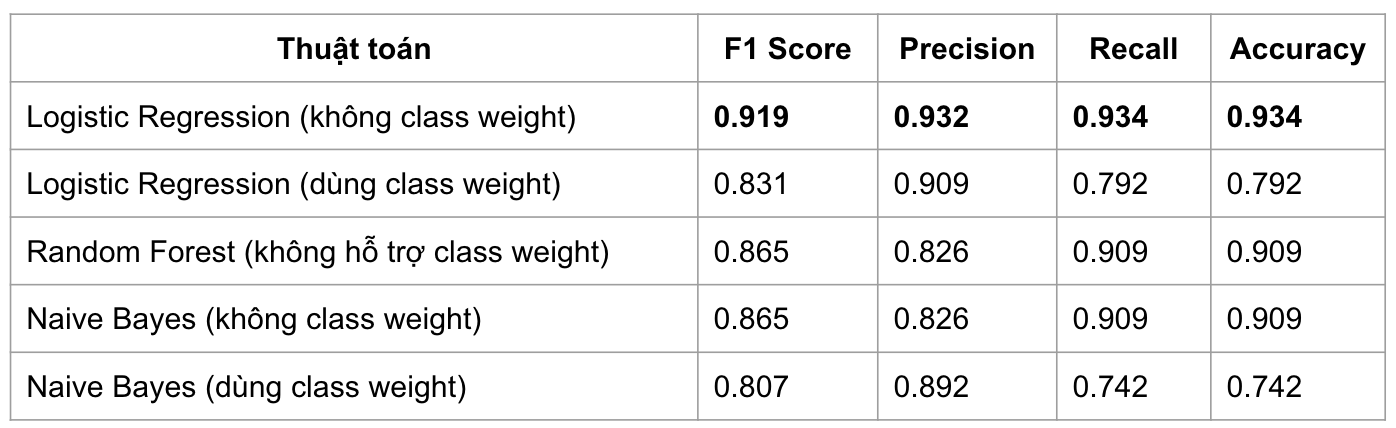 Thuật toán F1 Score Precision Recall Accuracy
Logistic Regression (không class weight) 0.919 0.932 0.934 0.934
Logistic Regression (dùng class weight) 0.831 0.909 0.792 0.792
Random Forest (không hỗ trợ class weight) 0.865 0.826 0.909 0.909
Naive Bayes (không class weight) 0.865 0.826 0.909 0.909
Naive Bayes (dùng class weight) 0.807 0.892 0.742 0.742